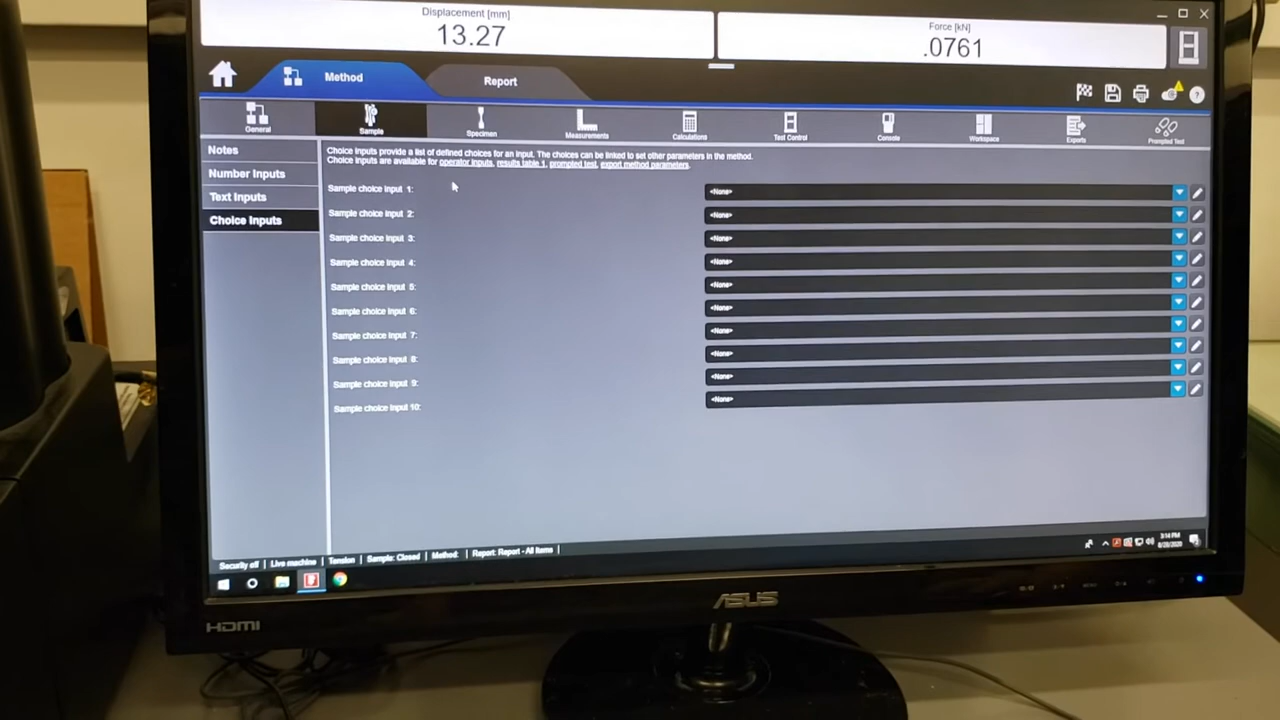 Displacement [mm]
13.27
Force [kN]
.0761
Method
Report
General
Sample
Specimen
Measurements
Calculations
Test Control
Console
Workspace
Exports
Prompted Test
Notes
Number Inputs
Text Inputs
Choice Inputs
Choice inputs provide a list of defined choices for an input. The choices can be linked to set other parameters in the method.
Choice inputs are available for operator inputs, results table 1, prompted test, export method parameters.
Sample choice input 1: <None>
Sample choice input 2: <None>
Sample choice input 3: <None>
Sample choice input 4: <None>
Sample choice input 5: <None>
Sample choice input 6: <None>
Sample choice input 7: <None>
Sample choice input 8: <None>
Sample choice input 9: <None>
Sample choice input 10: <None>
Security off | Live machine | Tension | Sample: Closed | Method: | Report: Report - All Items |
3:14 PM
ASUS
HDMI